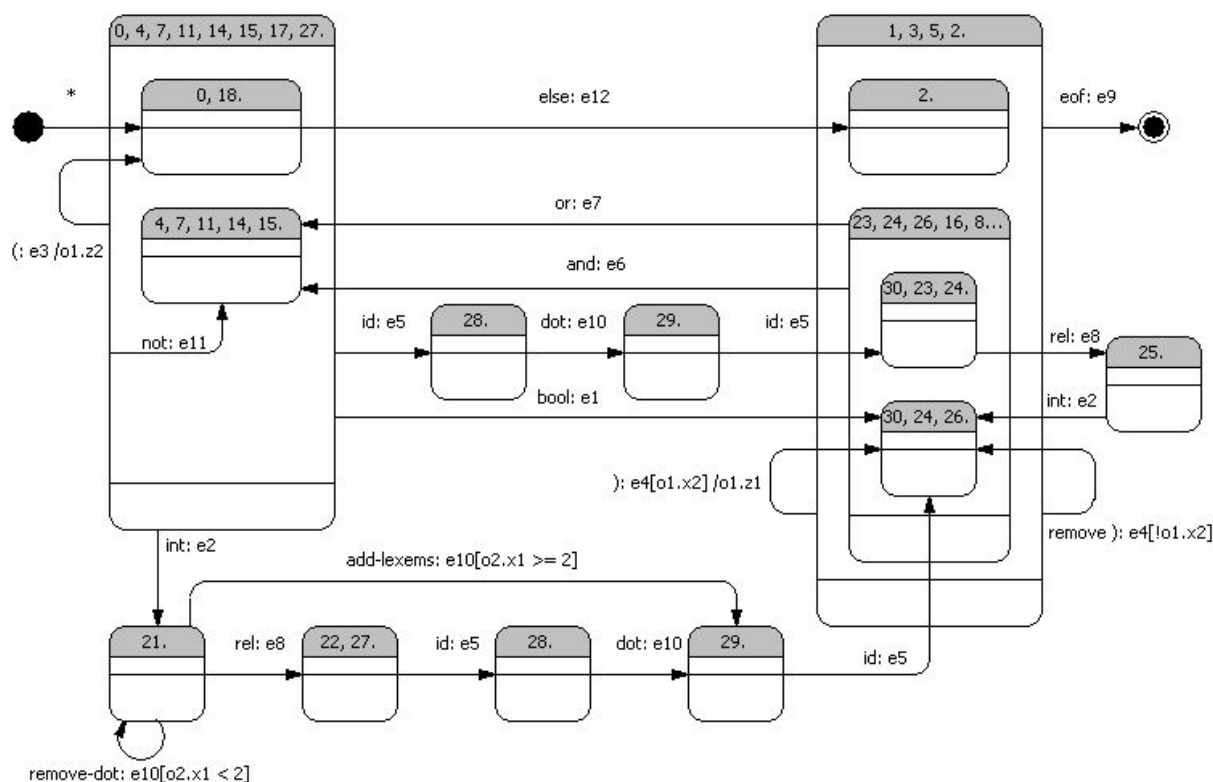 0, 4, 7, 11, 14, 15, 17, 27.
1, 3, 5, 2.
*
0, 18.
else: e12
2.
eof: e9
or: e7
4, 7, 11, 14, 15.
23, 24, 26, 16, 8...
(: e3 /o1.z2
and: e6
30, 23, 24.
id: e5
28.
dot: e10
29.
id: e5
not: e11
rel: e8
25.
bool: e1
int: e2
30, 24, 26.
): e4[o1.x2] /o1.z1
remove ): e4[!o1.x2]
int: e2
add-lexems: e10[o2.x1 >= 2]
21.
rel: e8
22, 27.
id: e5
28.
dot: e10
29.
id: e5
remove-dot: e10[o2.x1 < 2]